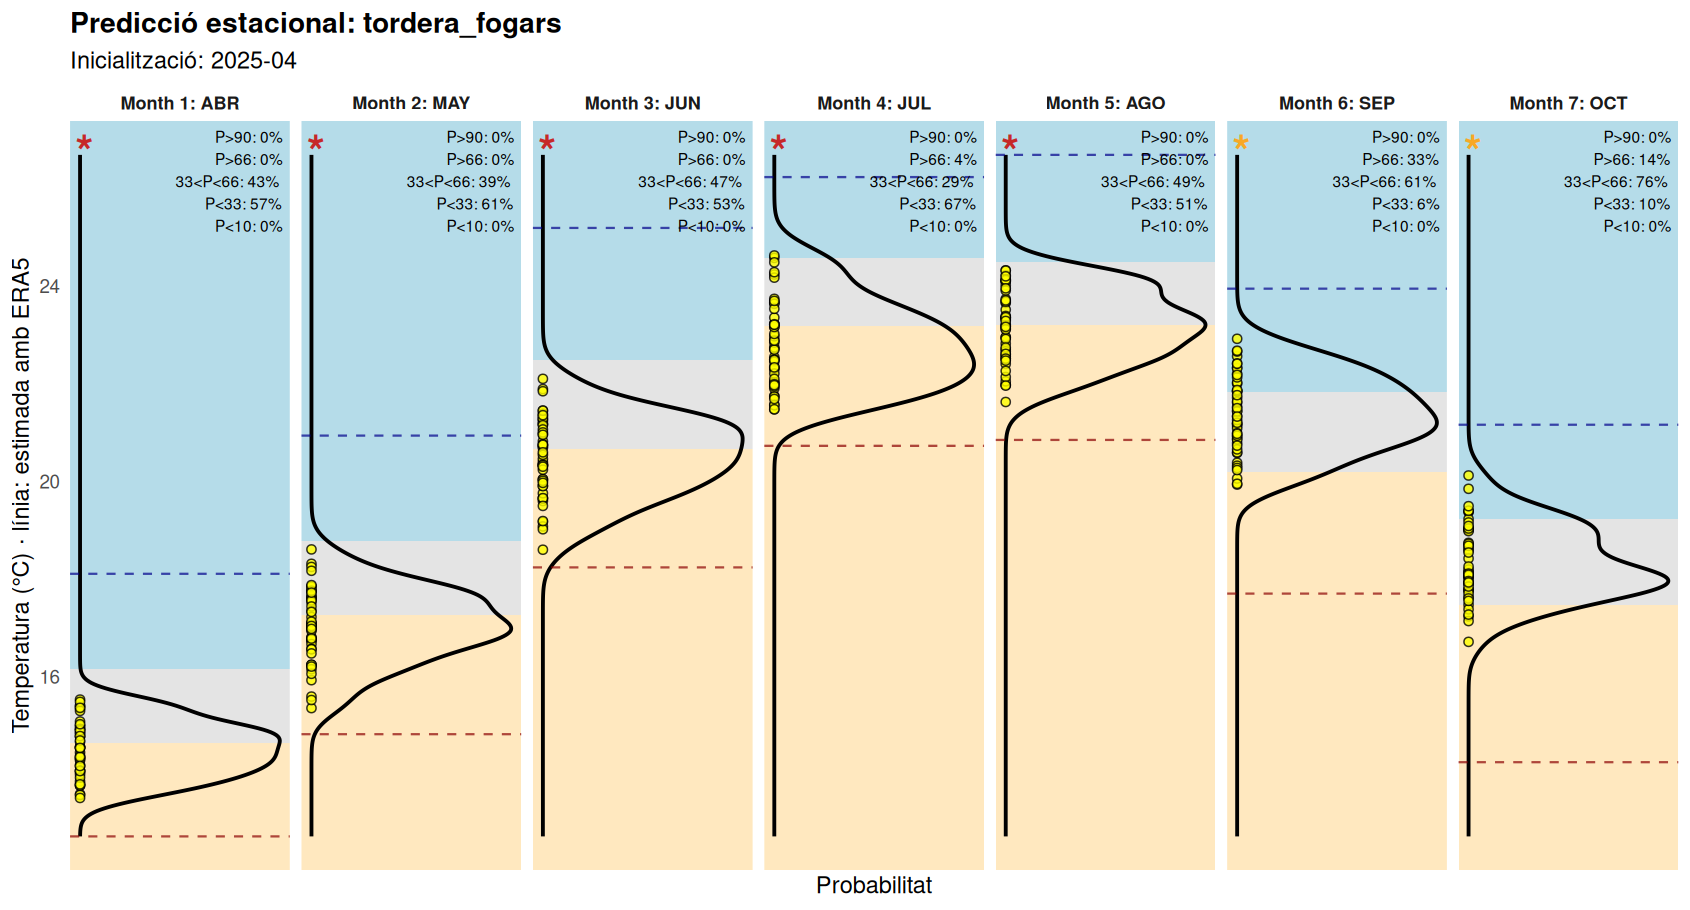 Predicció estacional: tordera_fogars
Inicialització: 2025-04
Month 1: ABR
Month 2: MAY
Month 3: JUN
Month 4: JUL
Month 5: AGO
Month 6: SEP
Month 7: OCT
*
P>90: 0%
P>66: 0%
33<P<66: 43%
P<33: 57%
P<10: 0%
*
P>90: 0%
P>66: 0%
33<P<66: 39%
P<33: 61%
P<10: 0%
*
P>90: 0%
P>66: 0%
33<P<66: 47%
P<33: 53%
P<10: 0%
*
P>90: 0%
P>66: 4%
33<P<66: 29%
P<33: 67%
P<10: 0%
*
P>90: 0%
P>66: 0%
33<P<66: 49%
P<33: 51%
P<10: 0%
*
P>90: 0%
P>66: 33%
33<P<66: 61%
P<33: 6%
P<10: 0%
*
P>90: 0%
P>66: 14%
33<P<66: 76%
P<33: 10%
P<10: 0%
Temperatura (°C) · línia: estimada amb ERA5
24
20
16
Probabilitat